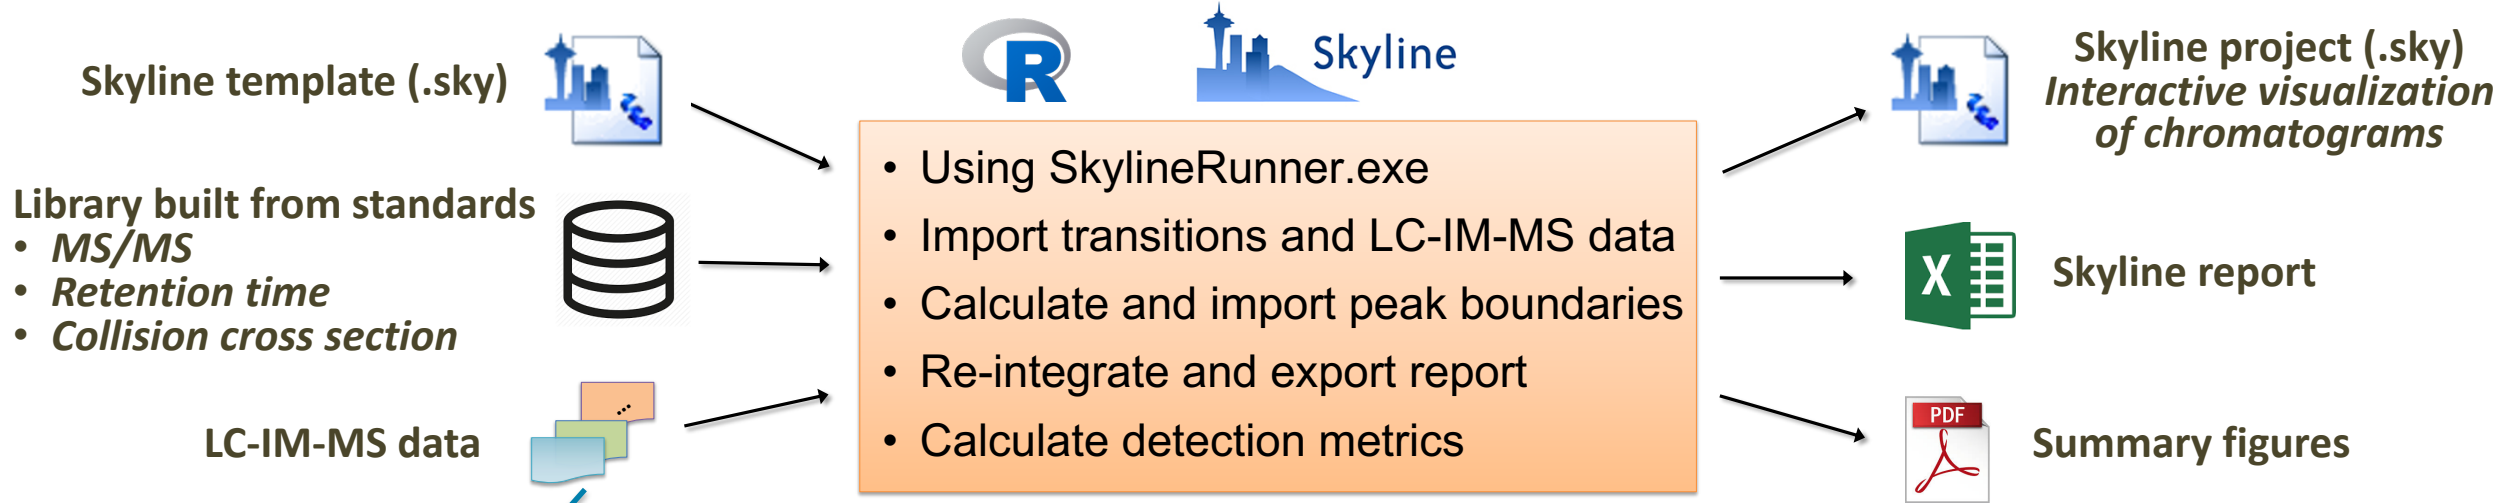 Skyline template (.sky)
Library built from standards
• MS/MS
• Retention time
• Collision cross section
LC-IM-MS data
...
R
Skyline
• Using SkylineRunner.exe
• Import transitions and LC-IM-MS data
• Calculate and import peak boundaries
• Re-integrate and export report
• Calculate detection metrics
Skyline project (.sky)
Interactive visualization
of chromatograms
X
Skyline report
PDF
Summary figures